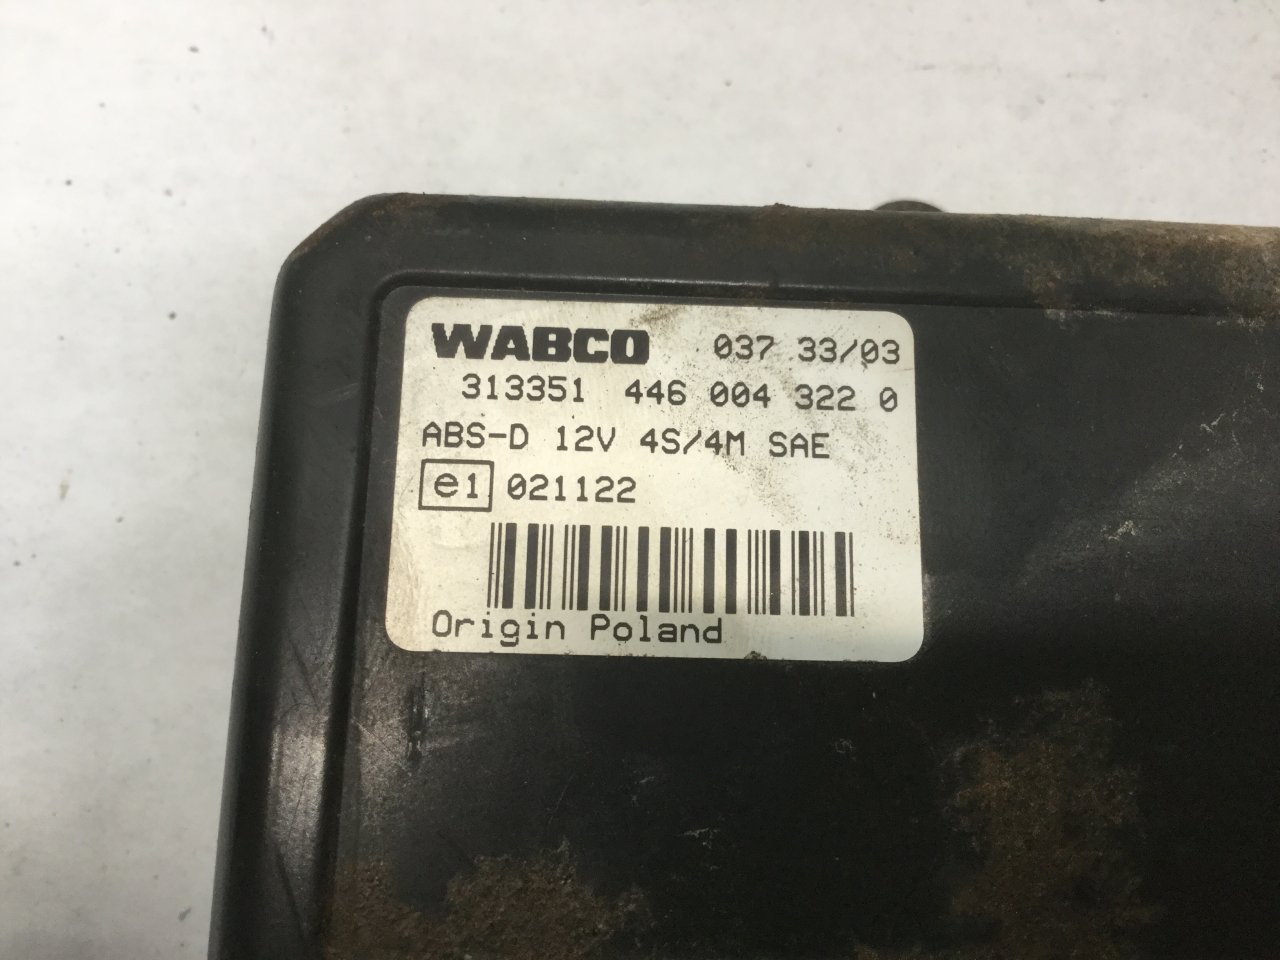 WABCO 037 33/03
313351 446 004 322 0
ABS-D 12V 4S/4M SAE
e1 021122
Origin Poland